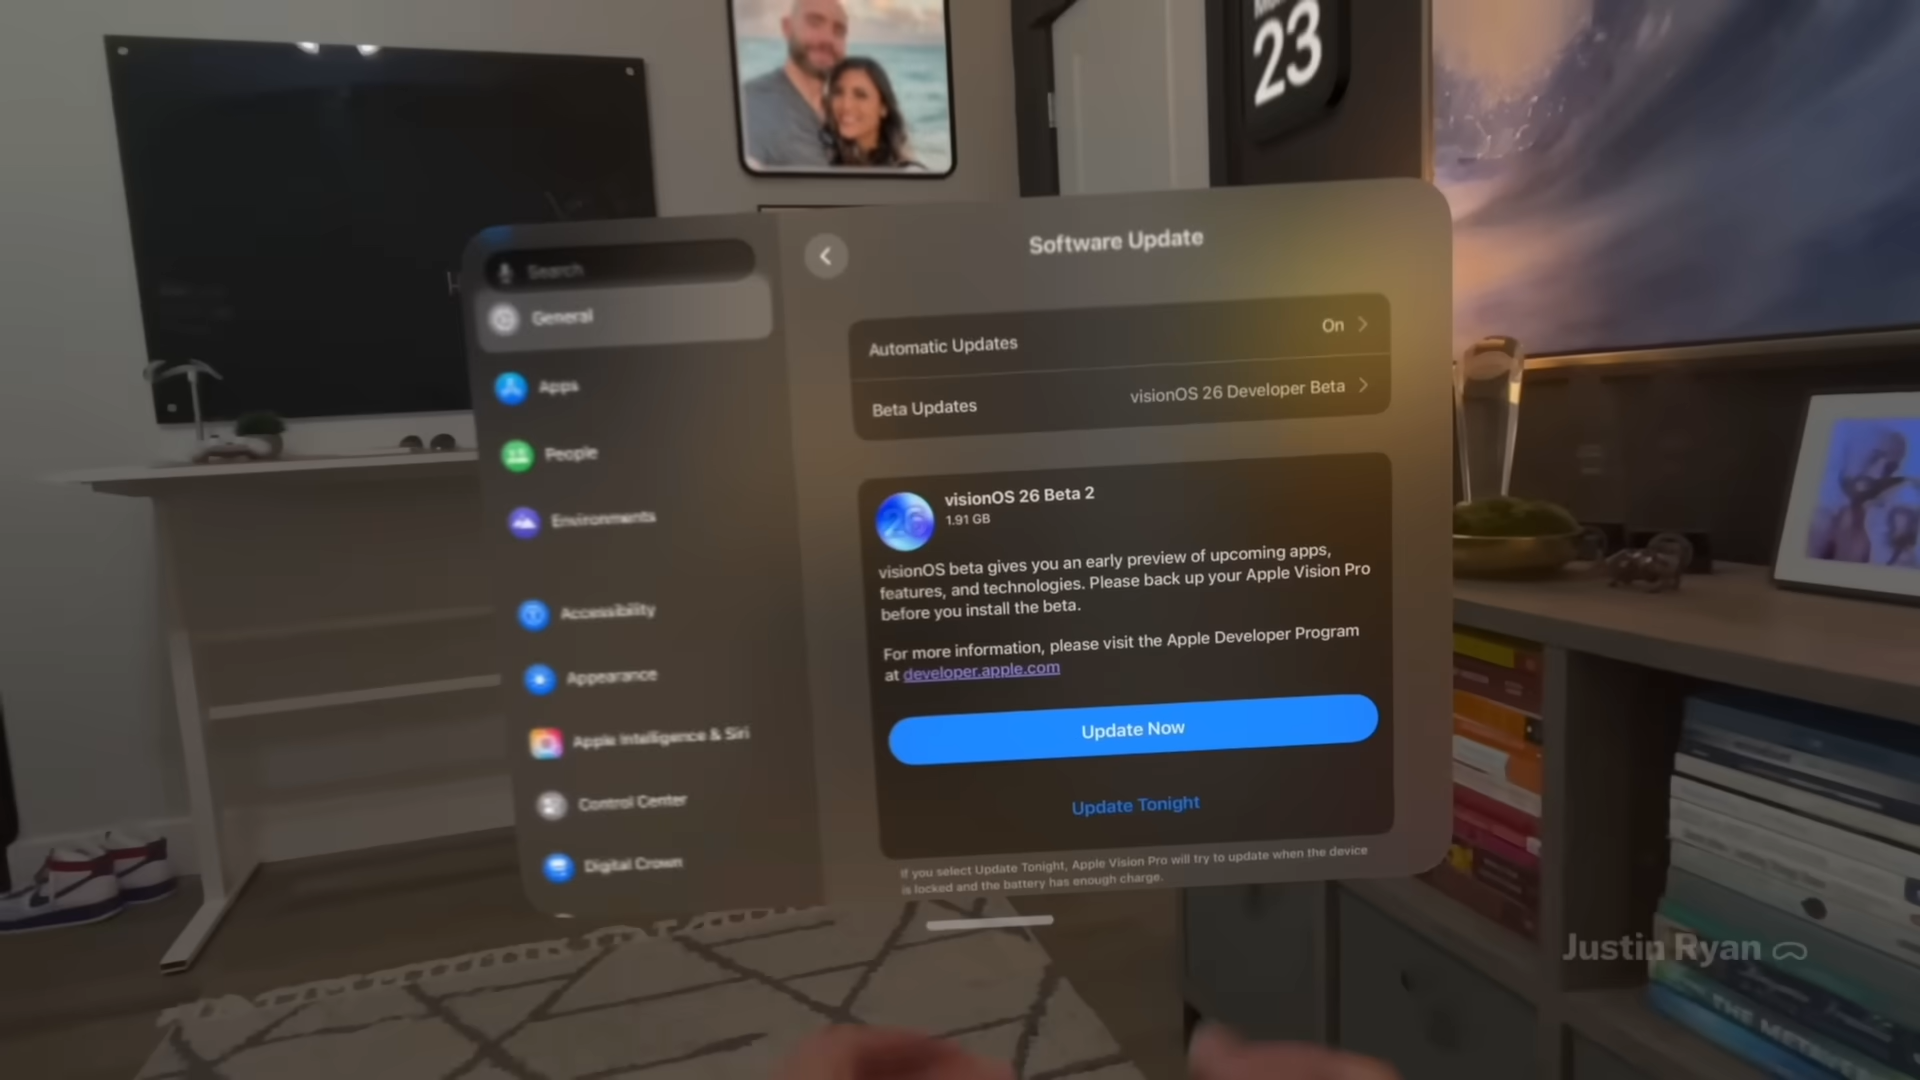 23
Software Update
Search
General
Apps
People
Environments
Accessibility
Appearance
Apple Intelligence & Siri
Control Center
Digital Crown
Automatic Updates On
Beta Updates visionOS 26 Developer Beta
26
visionOS 26 Beta 2
1.91 GB
visionOS beta gives you an early preview of upcoming apps,
features, and technologies. Please back up your Apple Vision Pro
before you install the beta.
For more information, please visit the Apple Developer Program
at developer.apple.com
Update Now
Update Tonight
If you select Update Tonight, Apple Vision Pro will try to update when the device
is locked and the battery has enough charge.
Justin Ryan